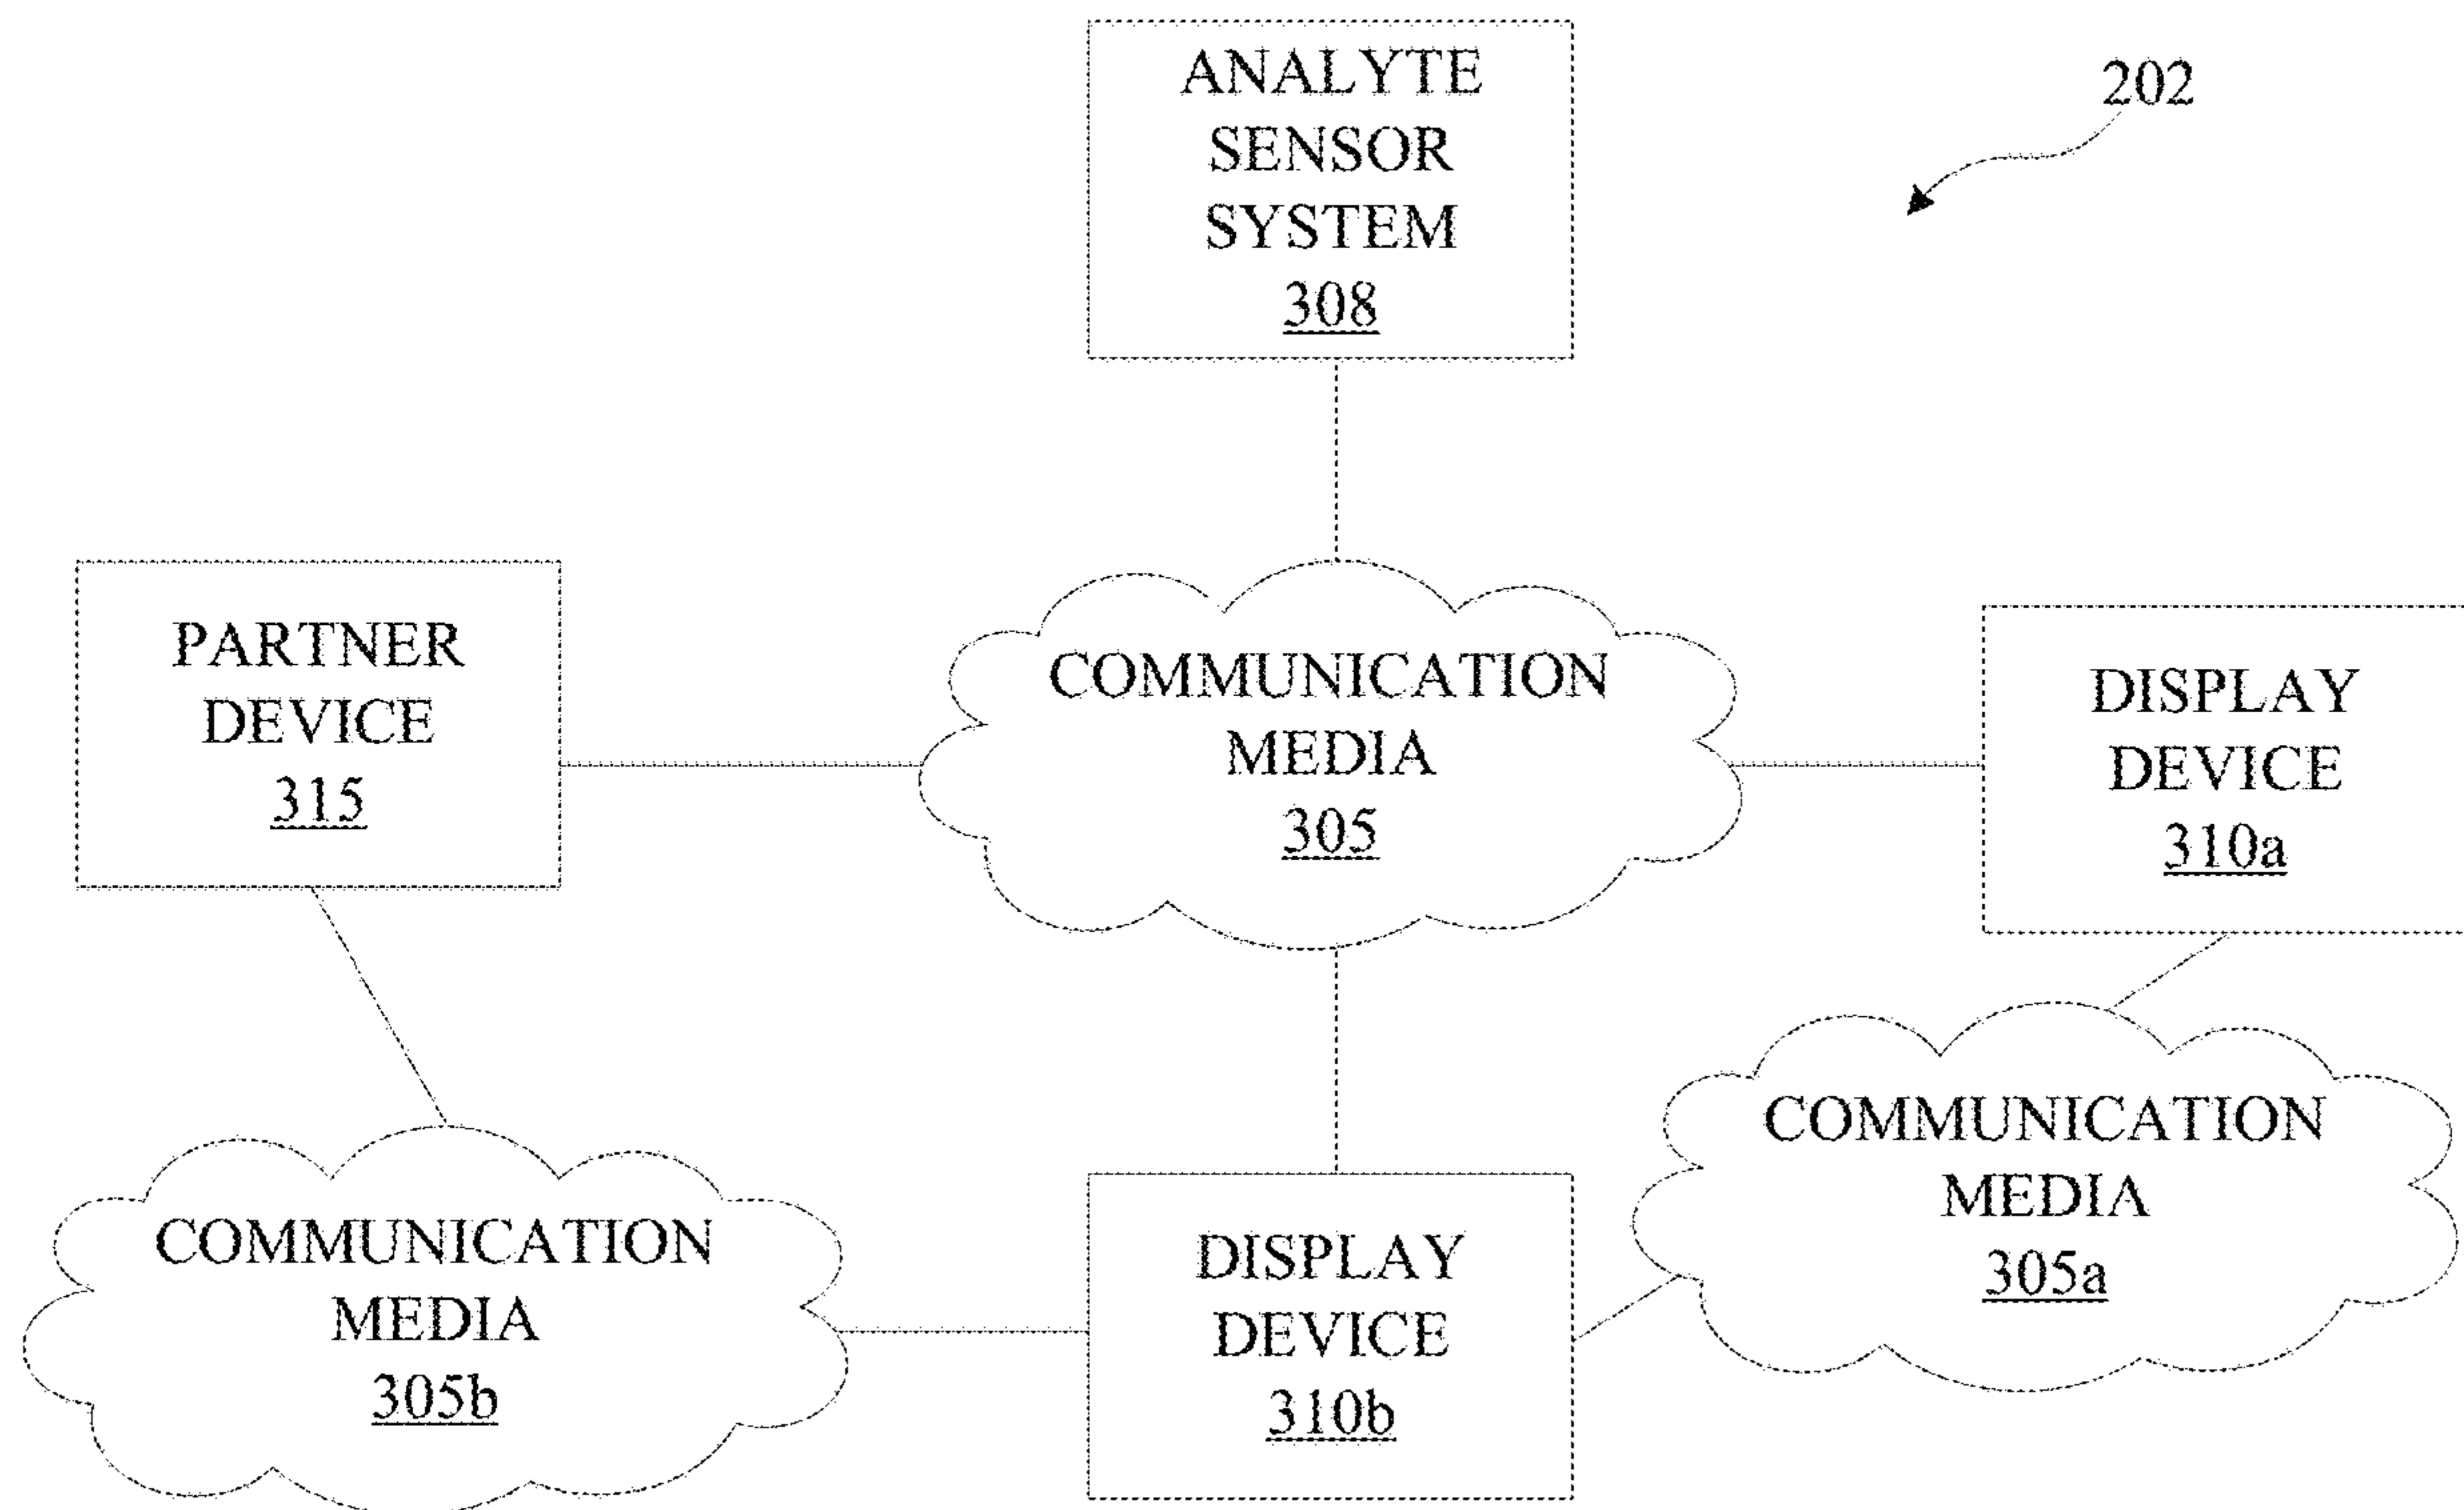 ANALYTE
SENSOR
SYSTEM
308
202
PARTNER
DEVICE
315
COMMUNICATION
MEDIA
305
DISPLAY
DEVICE
310a
COMMUNICATION
MEDIA
305a
COMMUNICATION
MEDIA
305b
DISPLAY
DEVICE
310b